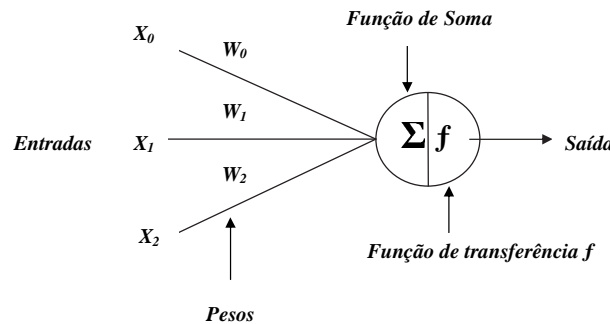 Função de Soma
X0
W0
W1
Entradas
X1
Σ f
Saída
W2
X2
Função de transferência f
Pesos